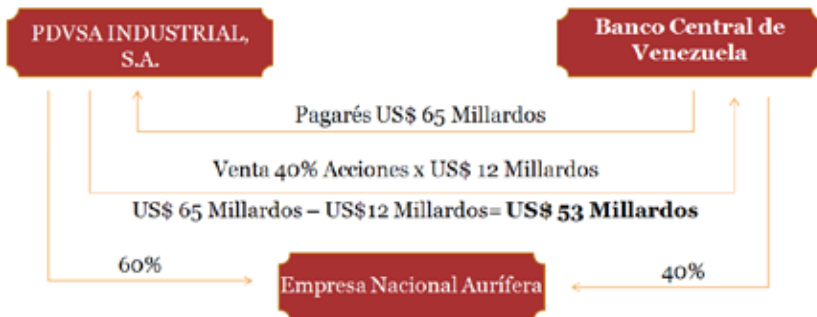 PDVSA INDUSTRIAL,
S.A.
Banco Central de
Venezuela
Pagarés US$ 65 Millardos
Venta 40% Acciones x US$ 12 Millardos
US$ 65 Millardos – US$12 Millardos= US$ 53 Millardos
60%
Empresa Nacional Aurífera
40%